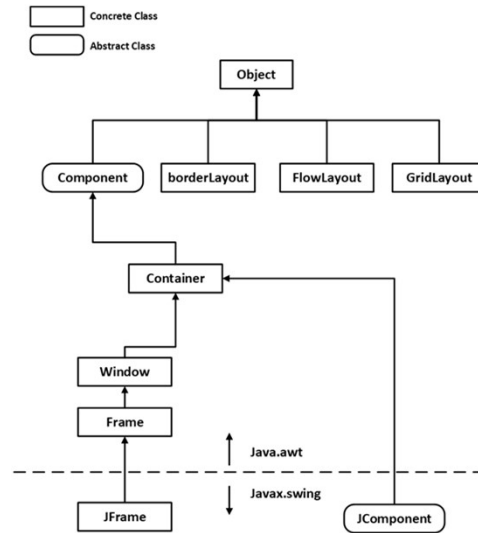 Concrete Class
Abstract Class
Object
Component
borderLayout
FlowLayout
GridLayout
Container
Window
Frame
Java.awt
Javax.swing
JFrame
JComponent